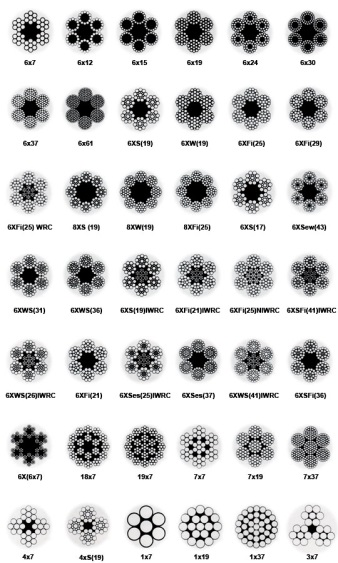 6x7 6x12 6x15 6x19 6x24 6x30
6x37 6x61 6XS(19) 6XW(19) 6XFi(25) 6XFi(29)
6XFi(25) WRC 8XS (19) 8XW(19) 8XFi(25) 6XS(17) 6XSew(43)
6XWS(31) 6XWS(36) 6XS(19)IWRC 6XFi(21)IWRC 6XFi(25)NIWRC 6XSFi(41)IWRC
6XWS(26)IWRC 6XFi(21) 6XSes(25)IWRC 6XSes(37) 6XWS(41)IWRC 6XSFi(36)
6X(6x7) 18x7 19x7 7x7 7x19 7x37
4x7 4xS(19) 1x7 1x19 1x37 3x7